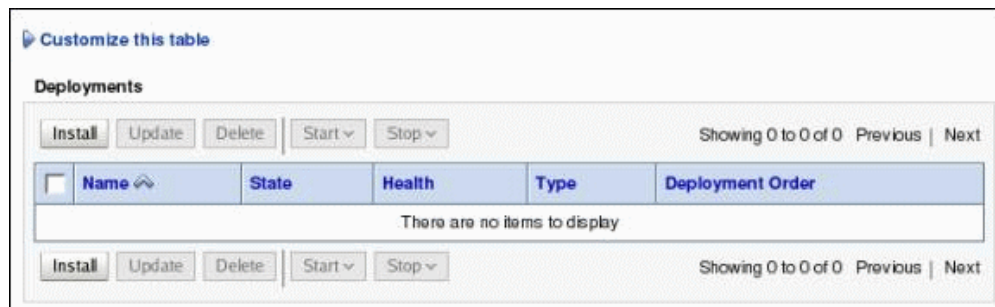 Customize this table
Deployments
Install Update Delete Start Stop Showing 0 to 0 of 0 Previous | Next
Name State Health Type Deployment Order
There are no items to display
Install Update Delete Start Stop Showing 0 to 0 of 0 Previous | Next